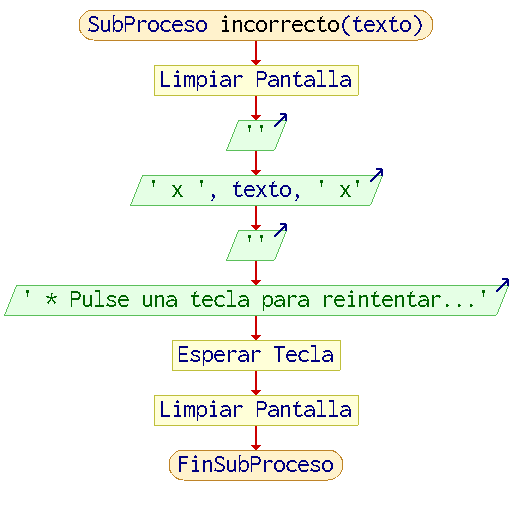 SubProceso incorrecto(texto)
Limpiar Pantalla
''
' x ', texto, ' x'
''
' * Pulse una tecla para reintentar...'
Esperar Tecla
Limpiar Pantalla
FinSubProceso